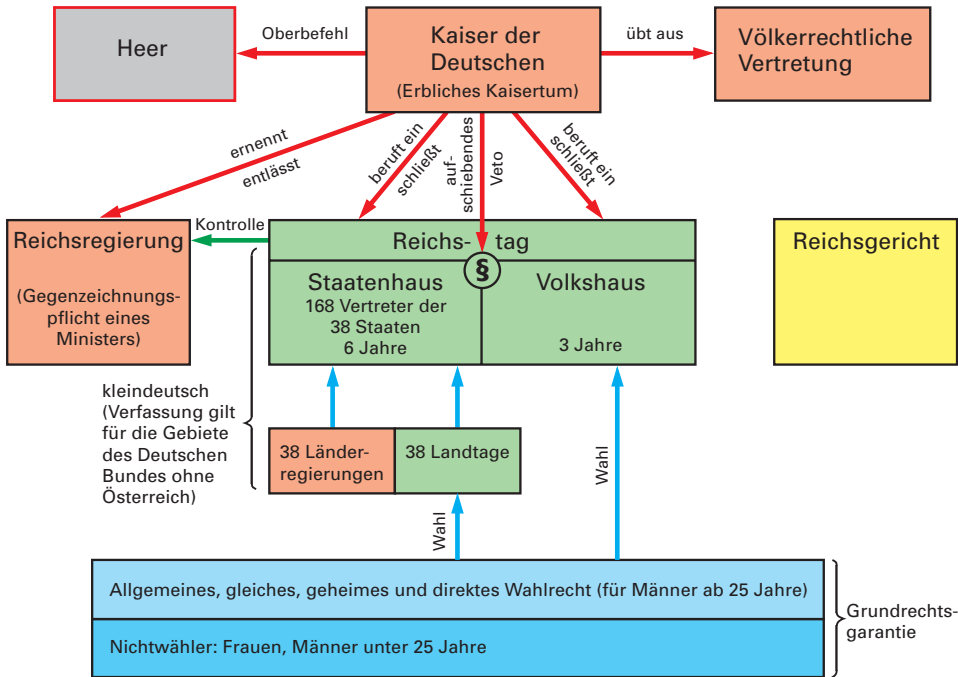 Heer
Oberbefehl
Kaiser der
Deutschen
(Erbliches Kaisertum)
übt aus
Völkerrechtliche
Vertretung
ernennt
entlässt
beruft ein
schließt
auf-
schiebendes
Veto
beruft ein
schließt
Reichsregierung
(Gegenzeichnungs-
pflicht eines
Ministers)
Kontrolle
Reichs- tag
§
Staatenhaus
168 Vertreter der
38 Staaten
6 Jahre
Volkshaus
3 Jahre
Reichsgericht
kleindeutsch
(Verfassung gilt
für die Gebiete
des Deutschen
Bundes ohne
Österreich)
38 Länder-
regierungen
38 Landtage
Wahl
Wahl
Allgemeines, gleiches, geheimes und direktes Wahlrecht (für Männer ab 25 Jahre)
Nichtwähler: Frauen, Männer unter 25 Jahre
Grundrechts-
garantie